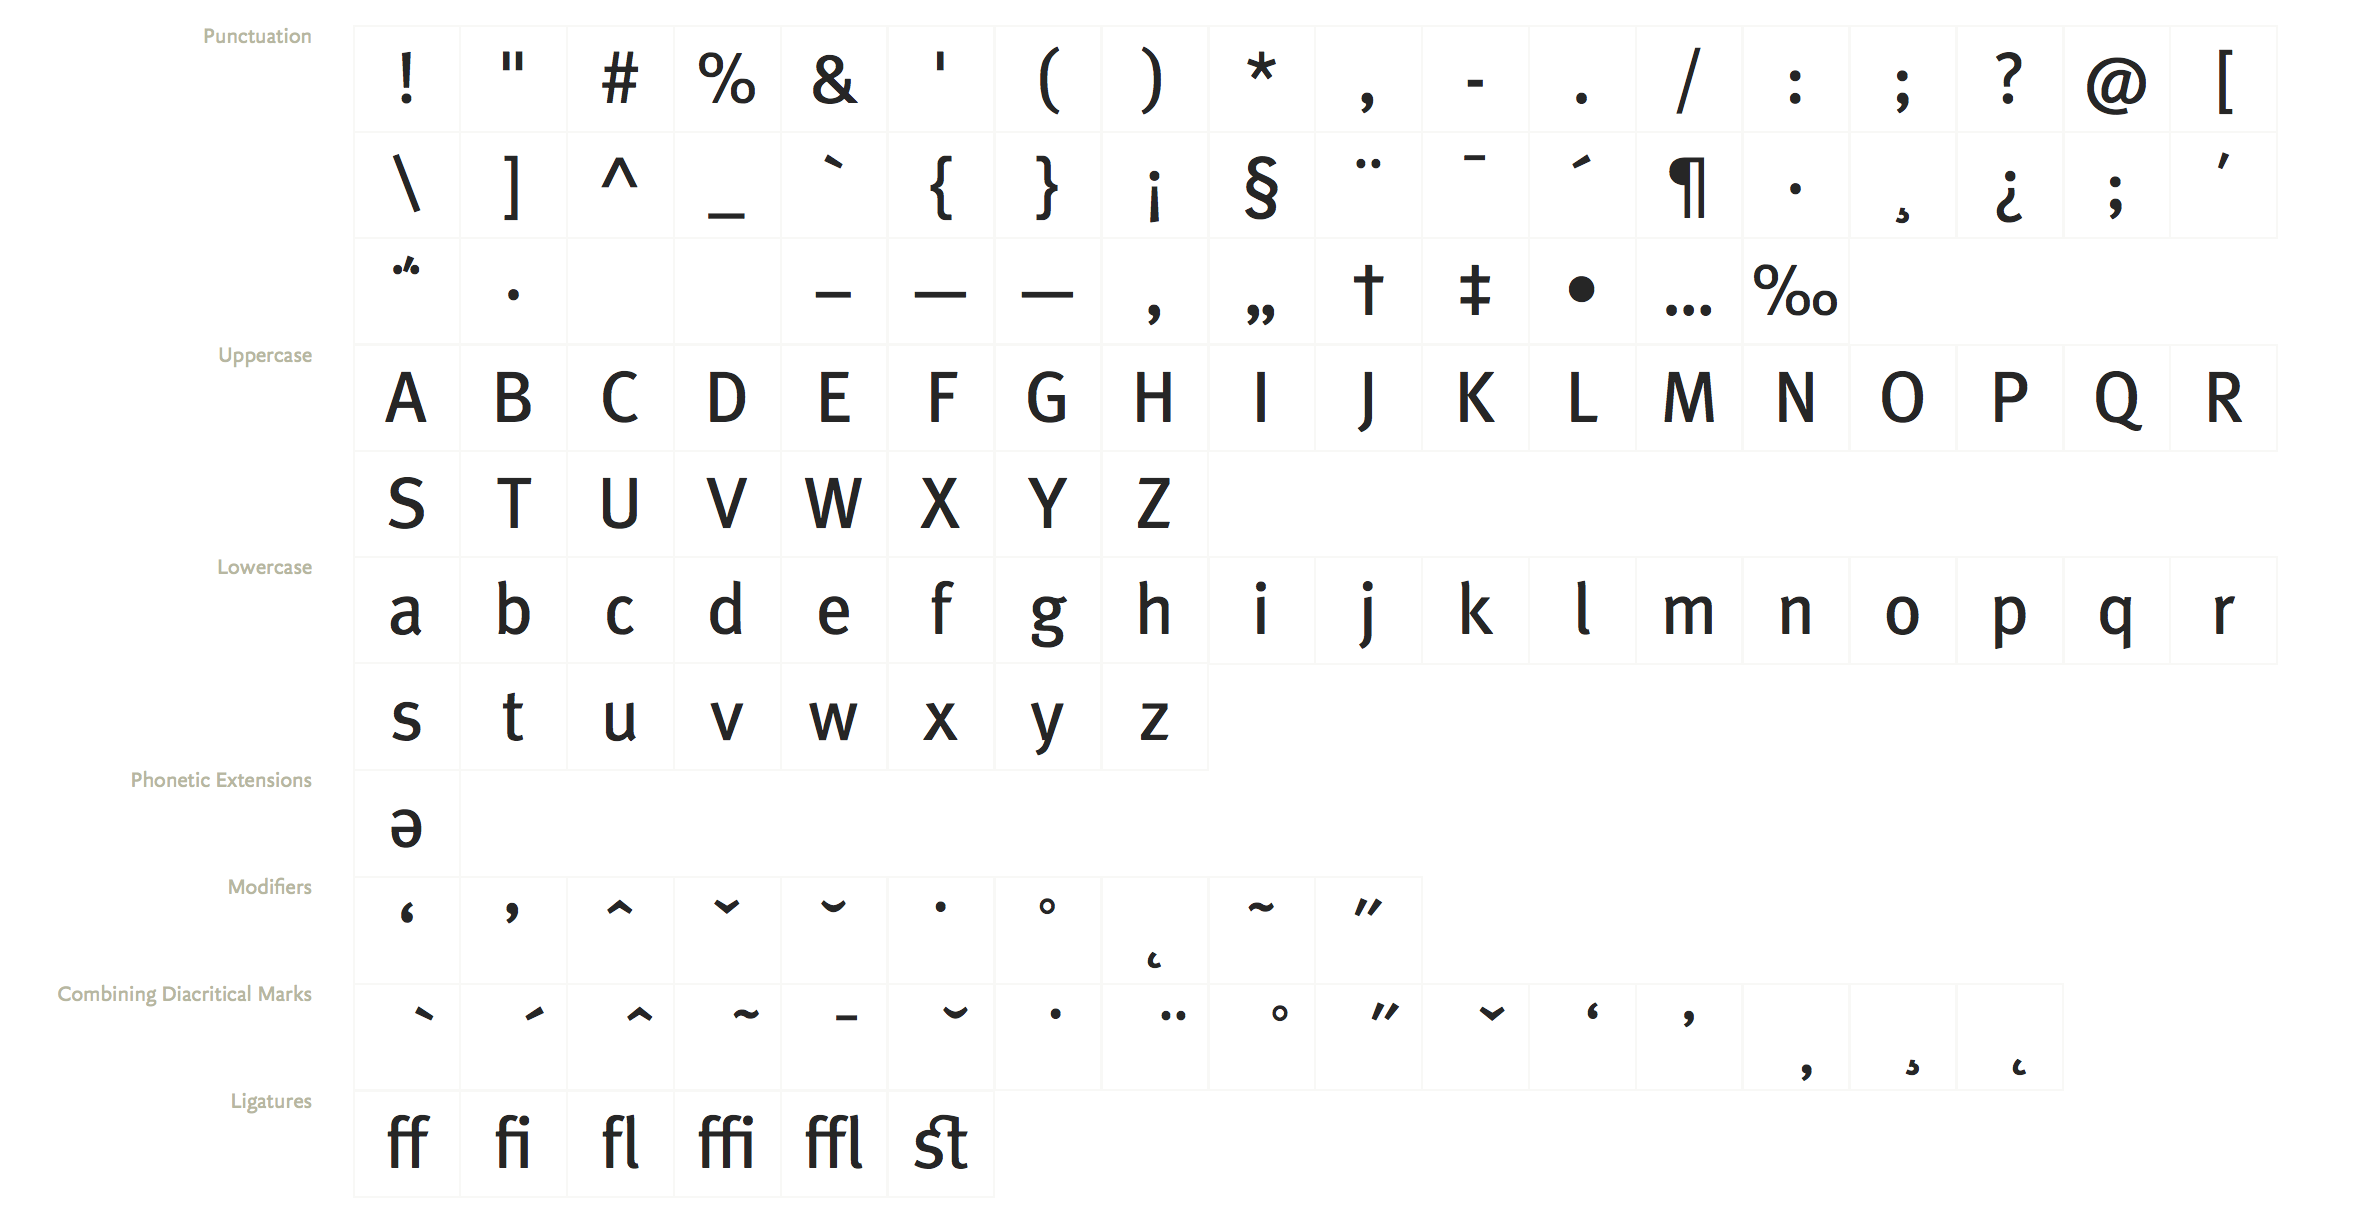 Punctuation ! " # % & ' ( ) * , - . / : ; ? @ [
\ ] ^ _ ` { } ¡ § ¨ ¯ ´ ¶ · ¸ ¿ ; ΄
΅ · – — ― ‚ „ † ‡ • … ‰
Uppercase A B C D E F G H I J K L M N O P Q R
S T U V W X Y Z
Lowercase a b c d e f g h i j k l m n o p q r
s t u v w x y z
Phonetic Extensions ə
Modifiers ʻ ʼ ˆ ˇ ˘ ˙ ˚ ˛ ˜ ˝
Combining Diacritical Marks ̀ ́ ̂ ̃ ̄ ̆ ̇ ̈ ̊ ̋ ̌ ̒ ̓ ̦ ̧ ̨
Ligatures ff fi fl ffi ffl st